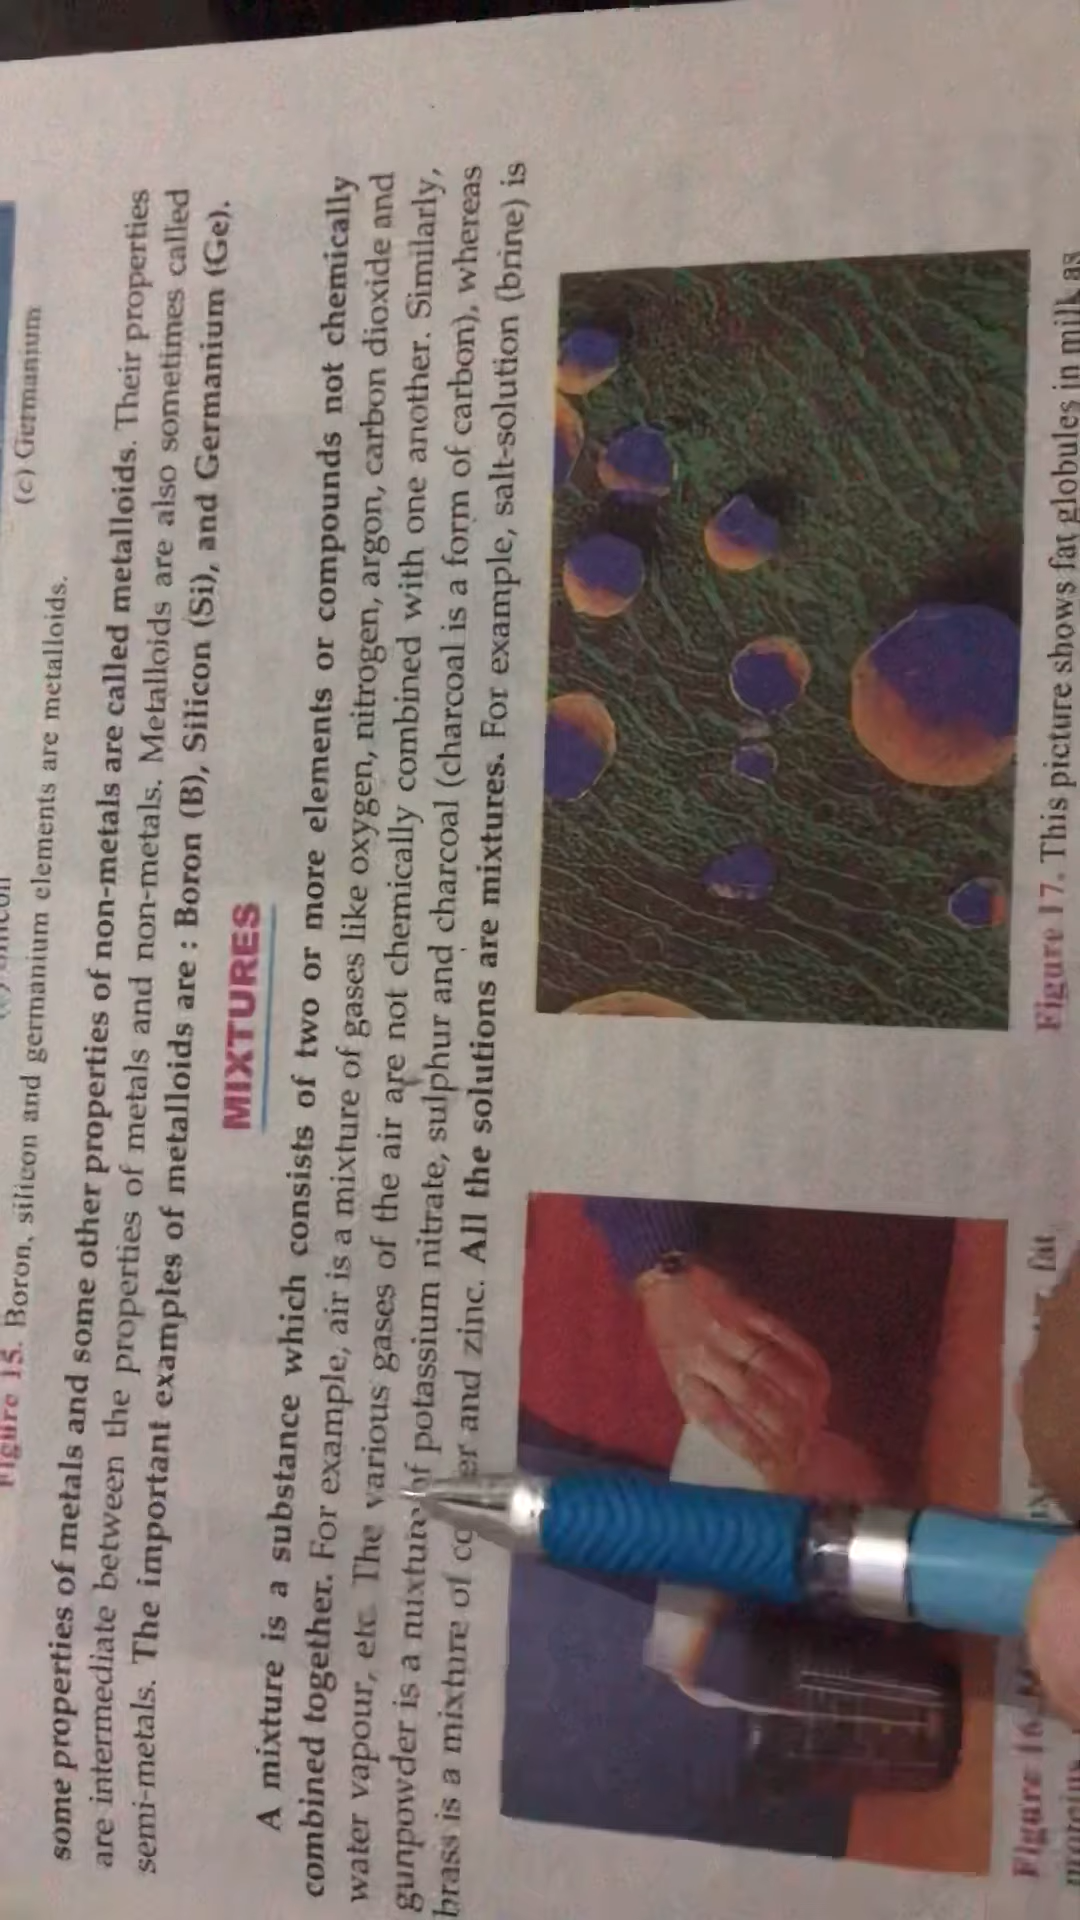 (c) Germanium
Figure 15. Boron, silicon and germanium elements are metalloids.
some properties of metals and some other properties of non-metals are called metalloids. Their properties
are intermediate between the properties of metals and non-metals. Metalloids are also sometimes called
semi-metals. The important examples of metalloids are : Boron (B), Silicon (Si), and Germanium (Ge).
MIXTURES
A mixture is a substance which consists of two or more elements or compounds not chemically
combined together. For example, air is a mixture of gases like oxygen, nitrogen, argon, carbon dioxide and
water vapour, etc. The various gases of the air are not chemically combined with one another. Similarly,
gunpowder is a mixture of potassium nitrate, sulphur and charcoal (charcoal is a form of carbon), whereas
brass is a mixture of er and zinc. All the solutions are mixtures. For example, salt-solution (brine) is
Figure 16. fat
Figure 17. This picture shows fat globules in milk as